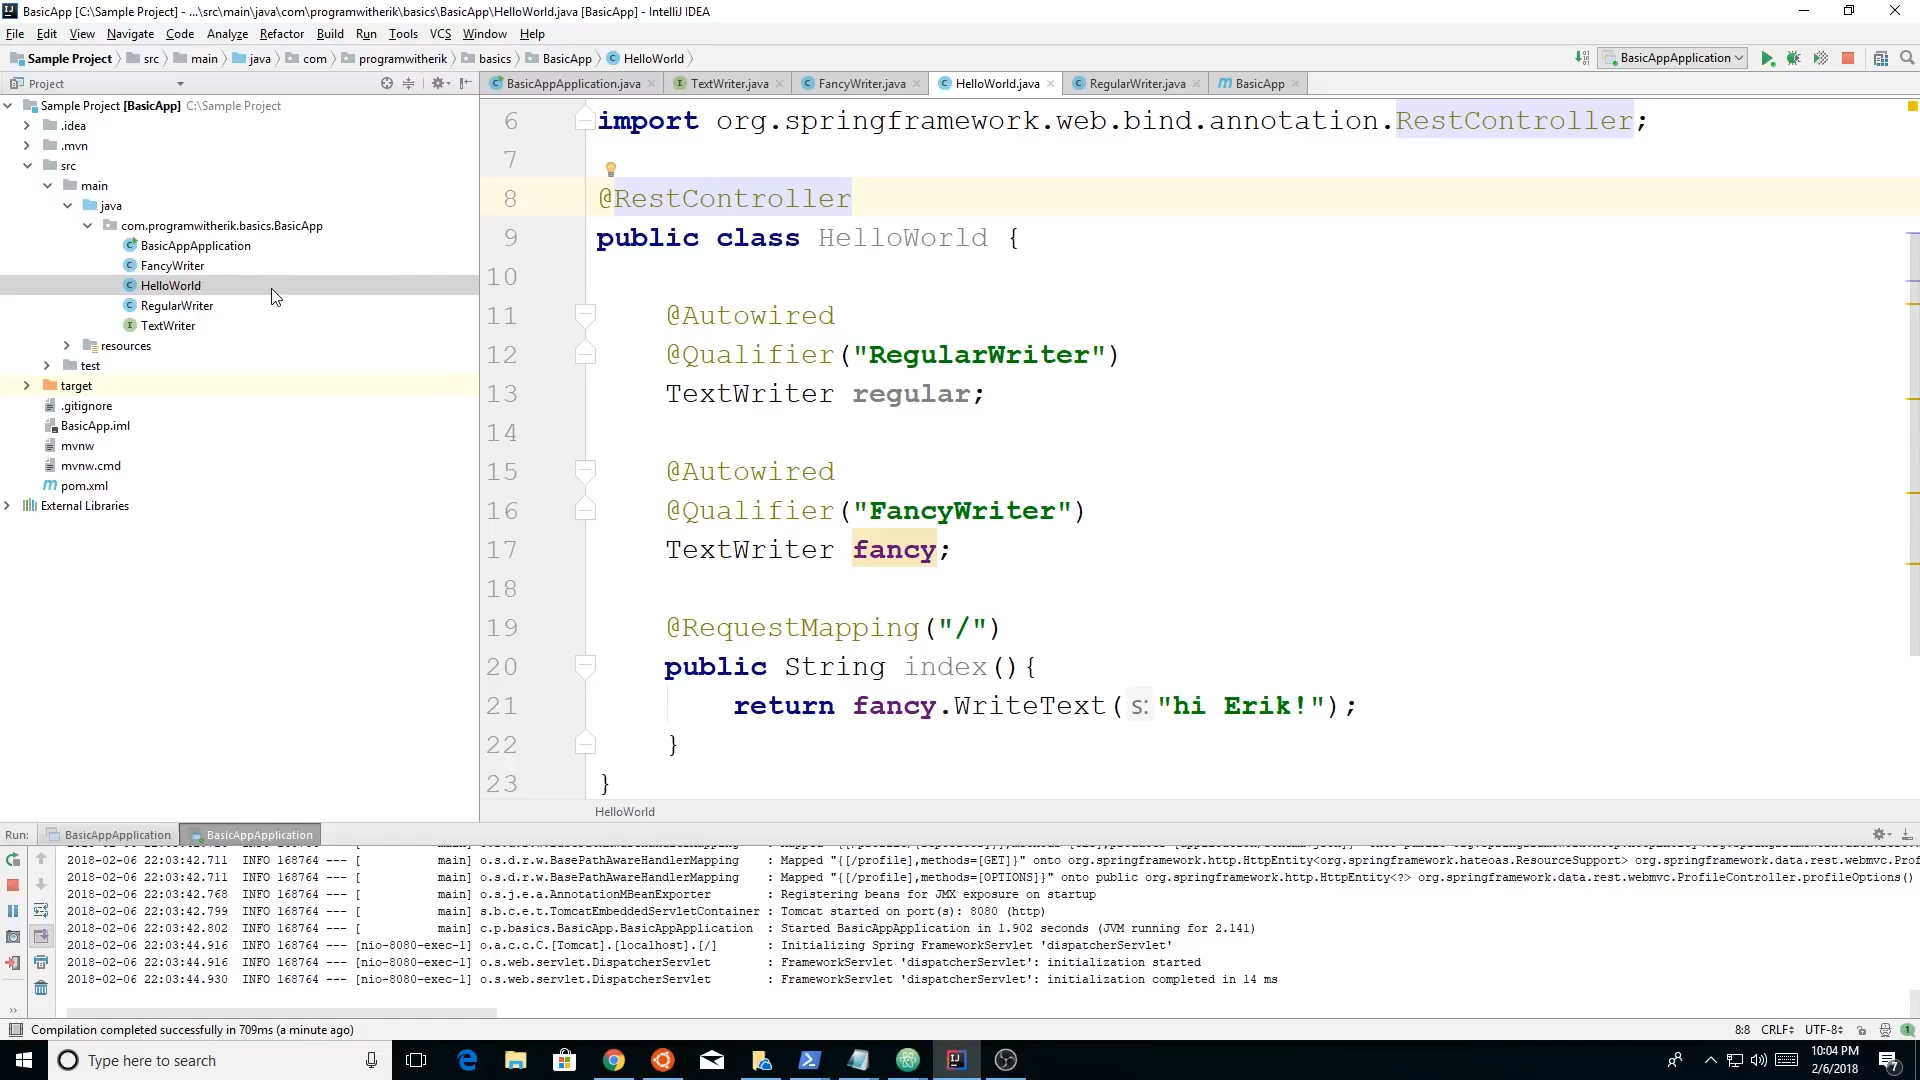 BasicApp [C:\Sample Project] - ...\src\main\java\com\programwitherik\basics\BasicApp\HelloWorld.java [BasicApp] - IntelliJ IDEA
File Edit View Navigate Code Analyze Refactor Build Run Tools VCS Window Help
Sample Project src main java com programwitherik basics BasicApp HelloWorld BasicAppApplication
Project BasicAppApplication.java TextWriter.java FancyWriter.java HelloWorld.java RegularWriter.java BasicApp
Sample Project [BasicApp] C:\Sample Project
.idea
.mvn
src
main
java
com.programwitherik.basics.BasicApp
BasicAppApplication
FancyWriter
HelloWorld
RegularWriter
TextWriter
resources
test
target
.gitignore
BasicApp.iml
mvnw
mvnw.cmd
pom.xml
External Libraries
6 import org.springframework.web.bind.annotation.RestController;
7
8 @RestController
9 public class HelloWorld {
10
11 @Autowired
12 @Qualifier("RegularWriter")
13 TextWriter regular;
14
15 @Autowired
16 @Qualifier("FancyWriter")
17 TextWriter fancy;
18
19 @RequestMapping("/")
20 public String index(){
21 return fancy.WriteText( s: "hi Erik!");
22 }
23 }
HelloWorld
Run: BasicAppApplication BasicAppApplication
2018-02-06 22:03:42.711 INFO 168764 --- [ main] o.s.d.r.w.BasePathAwareHandlerMapping : Mapped "{[/profile],methods=[GET]}" onto org.springframework.http.HttpEntity<org.springframework.hateoas.ResourceSupport> org.springframework.data.rest.webmvc.Prof
2018-02-06 22:03:42.711 INFO 168764 --- [ main] o.s.d.r.w.BasePathAwareHandlerMapping : Mapped "{[/profile],methods=[OPTIONS]}" onto public org.springframework.http.HttpEntity<?> org.springframework.data.rest.webmvc.ProfileController.profileOptions()
2018-02-06 22:03:42.768 INFO 168764 --- [ main] o.s.j.e.a.AnnotationMBeanExporter : Registering beans for JMX exposure on startup
2018-02-06 22:03:42.799 INFO 168764 --- [ main] s.b.c.e.t.TomcatEmbeddedServletContainer : Tomcat started on port(s): 8080 (http)
2018-02-06 22:03:42.802 INFO 168764 --- [ main] c.p.basics.BasicApp.BasicAppApplication : Started BasicAppApplication in 1.902 seconds (JVM running for 2.141)
2018-02-06 22:03:44.916 INFO 168764 --- [nio-8080-exec-1] o.a.c.c.C.[Tomcat].[localhost].[/] : Initializing Spring FrameworkServlet 'dispatcherServlet'
2018-02-06 22:03:44.916 INFO 168764 --- [nio-8080-exec-1] o.s.web.servlet.DispatcherServlet : FrameworkServlet 'dispatcherServlet': initialization started
2018-02-06 22:03:44.930 INFO 168764 --- [nio-8080-exec-1] o.s.web.servlet.DispatcherServlet : FrameworkServlet 'dispatcherServlet': initialization completed in 14 ms
Compilation completed successfully in 709ms (a minute ago) 8:8 CRLF UTF-8 1
Type here to search 10:04 PM
2/6/2018 7